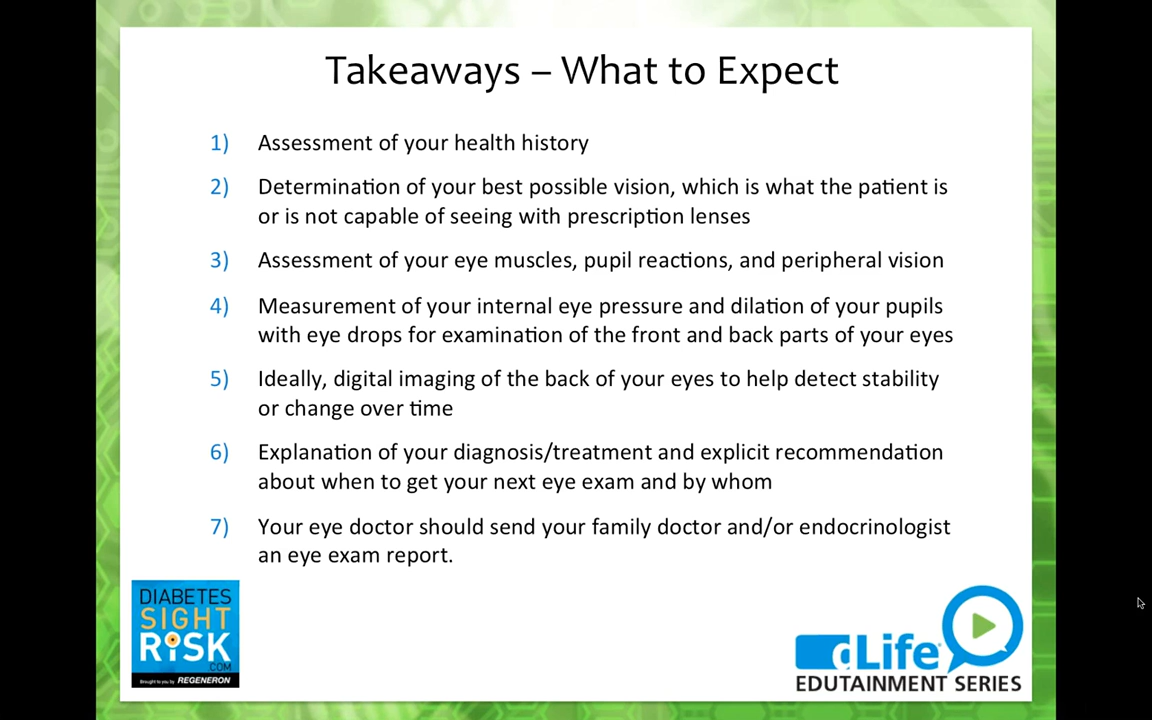 Takeaways – What to Expect
1) Assessment of your health history
2) Determination of your best possible vision, which is what the patient is
or is not capable of seeing with prescription lenses
3) Assessment of your eye muscles, pupil reactions, and peripheral vision
4) Measurement of your internal eye pressure and dilation of your pupils
with eye drops for examination of the front and back parts of your eyes
5) Ideally, digital imaging of the back of your eyes to help detect stability
or change over time
6) Explanation of your diagnosis/treatment and explicit recommendation
about when to get your next eye exam and by whom
7) Your eye doctor should send your family doctor and/or endocrinologist
an eye exam report.
DIABETES
SIGHT
RISK
.COM
Brought to you by REGENERON
dLife®
EDUTAINMENT SERIES